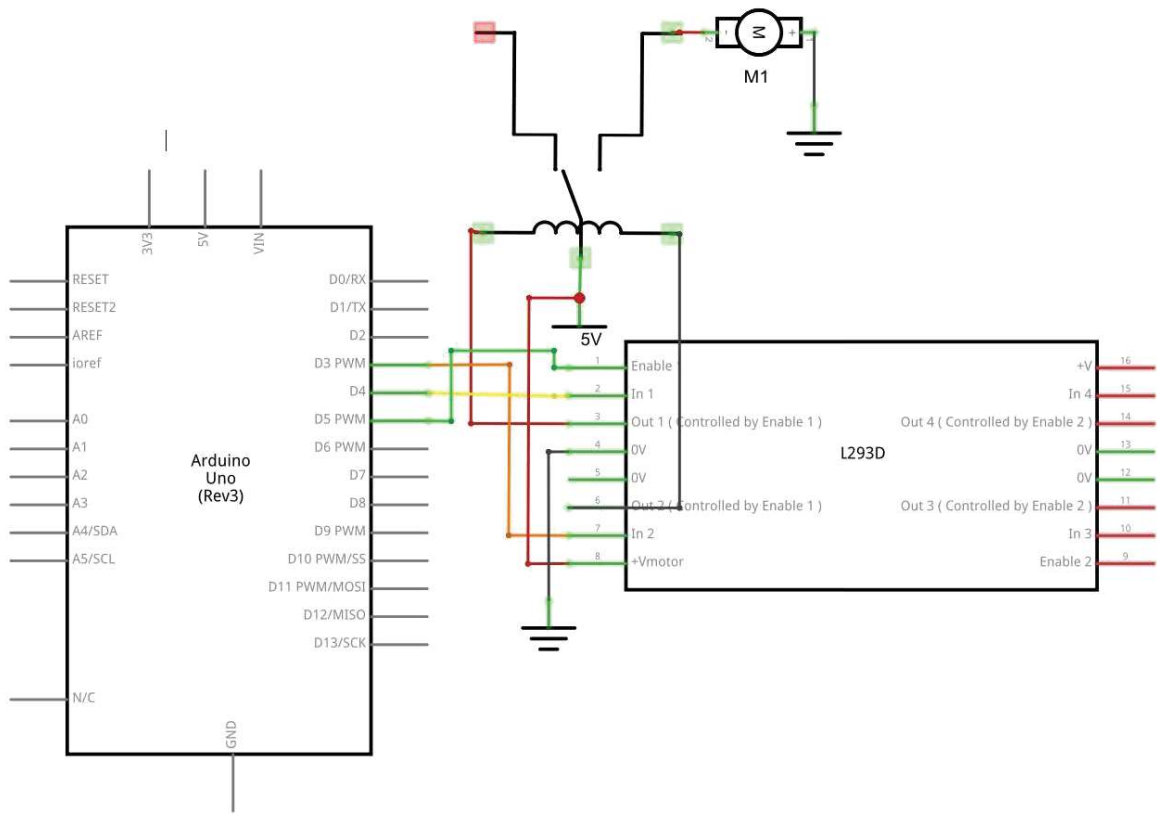 M
-
+
2
1
M1
3V3
5V
VIN
RESET
RESET2
AREF
ioref
A0
A1
A2
A3
A4/SDA
A5/SCL
N/C
Arduino
Uno
(Rev3)
D0/RX
D1/TX
D2
D3 PWM
D4
D5 PWM
D6 PWM
D7
D8
D9 PWM
D10 PWM/SS
D11 PWM/MOSI
D12/MISO
D13/SCK
GND
5V
1 Enable
2 In 1
3 Out 1 ( Controlled by Enable 1 )
4 0V
5 0V
6 Out 2 ( Controlled by Enable 1 )
7 In 2
8 +Vmotor
L293D
+V 16
In 4 15
Out 4 ( Controlled by Enable 2 ) 14
0V 13
0V 12
Out 3 ( Controlled by Enable 2 ) 11
In 3 10
Enable 2 9